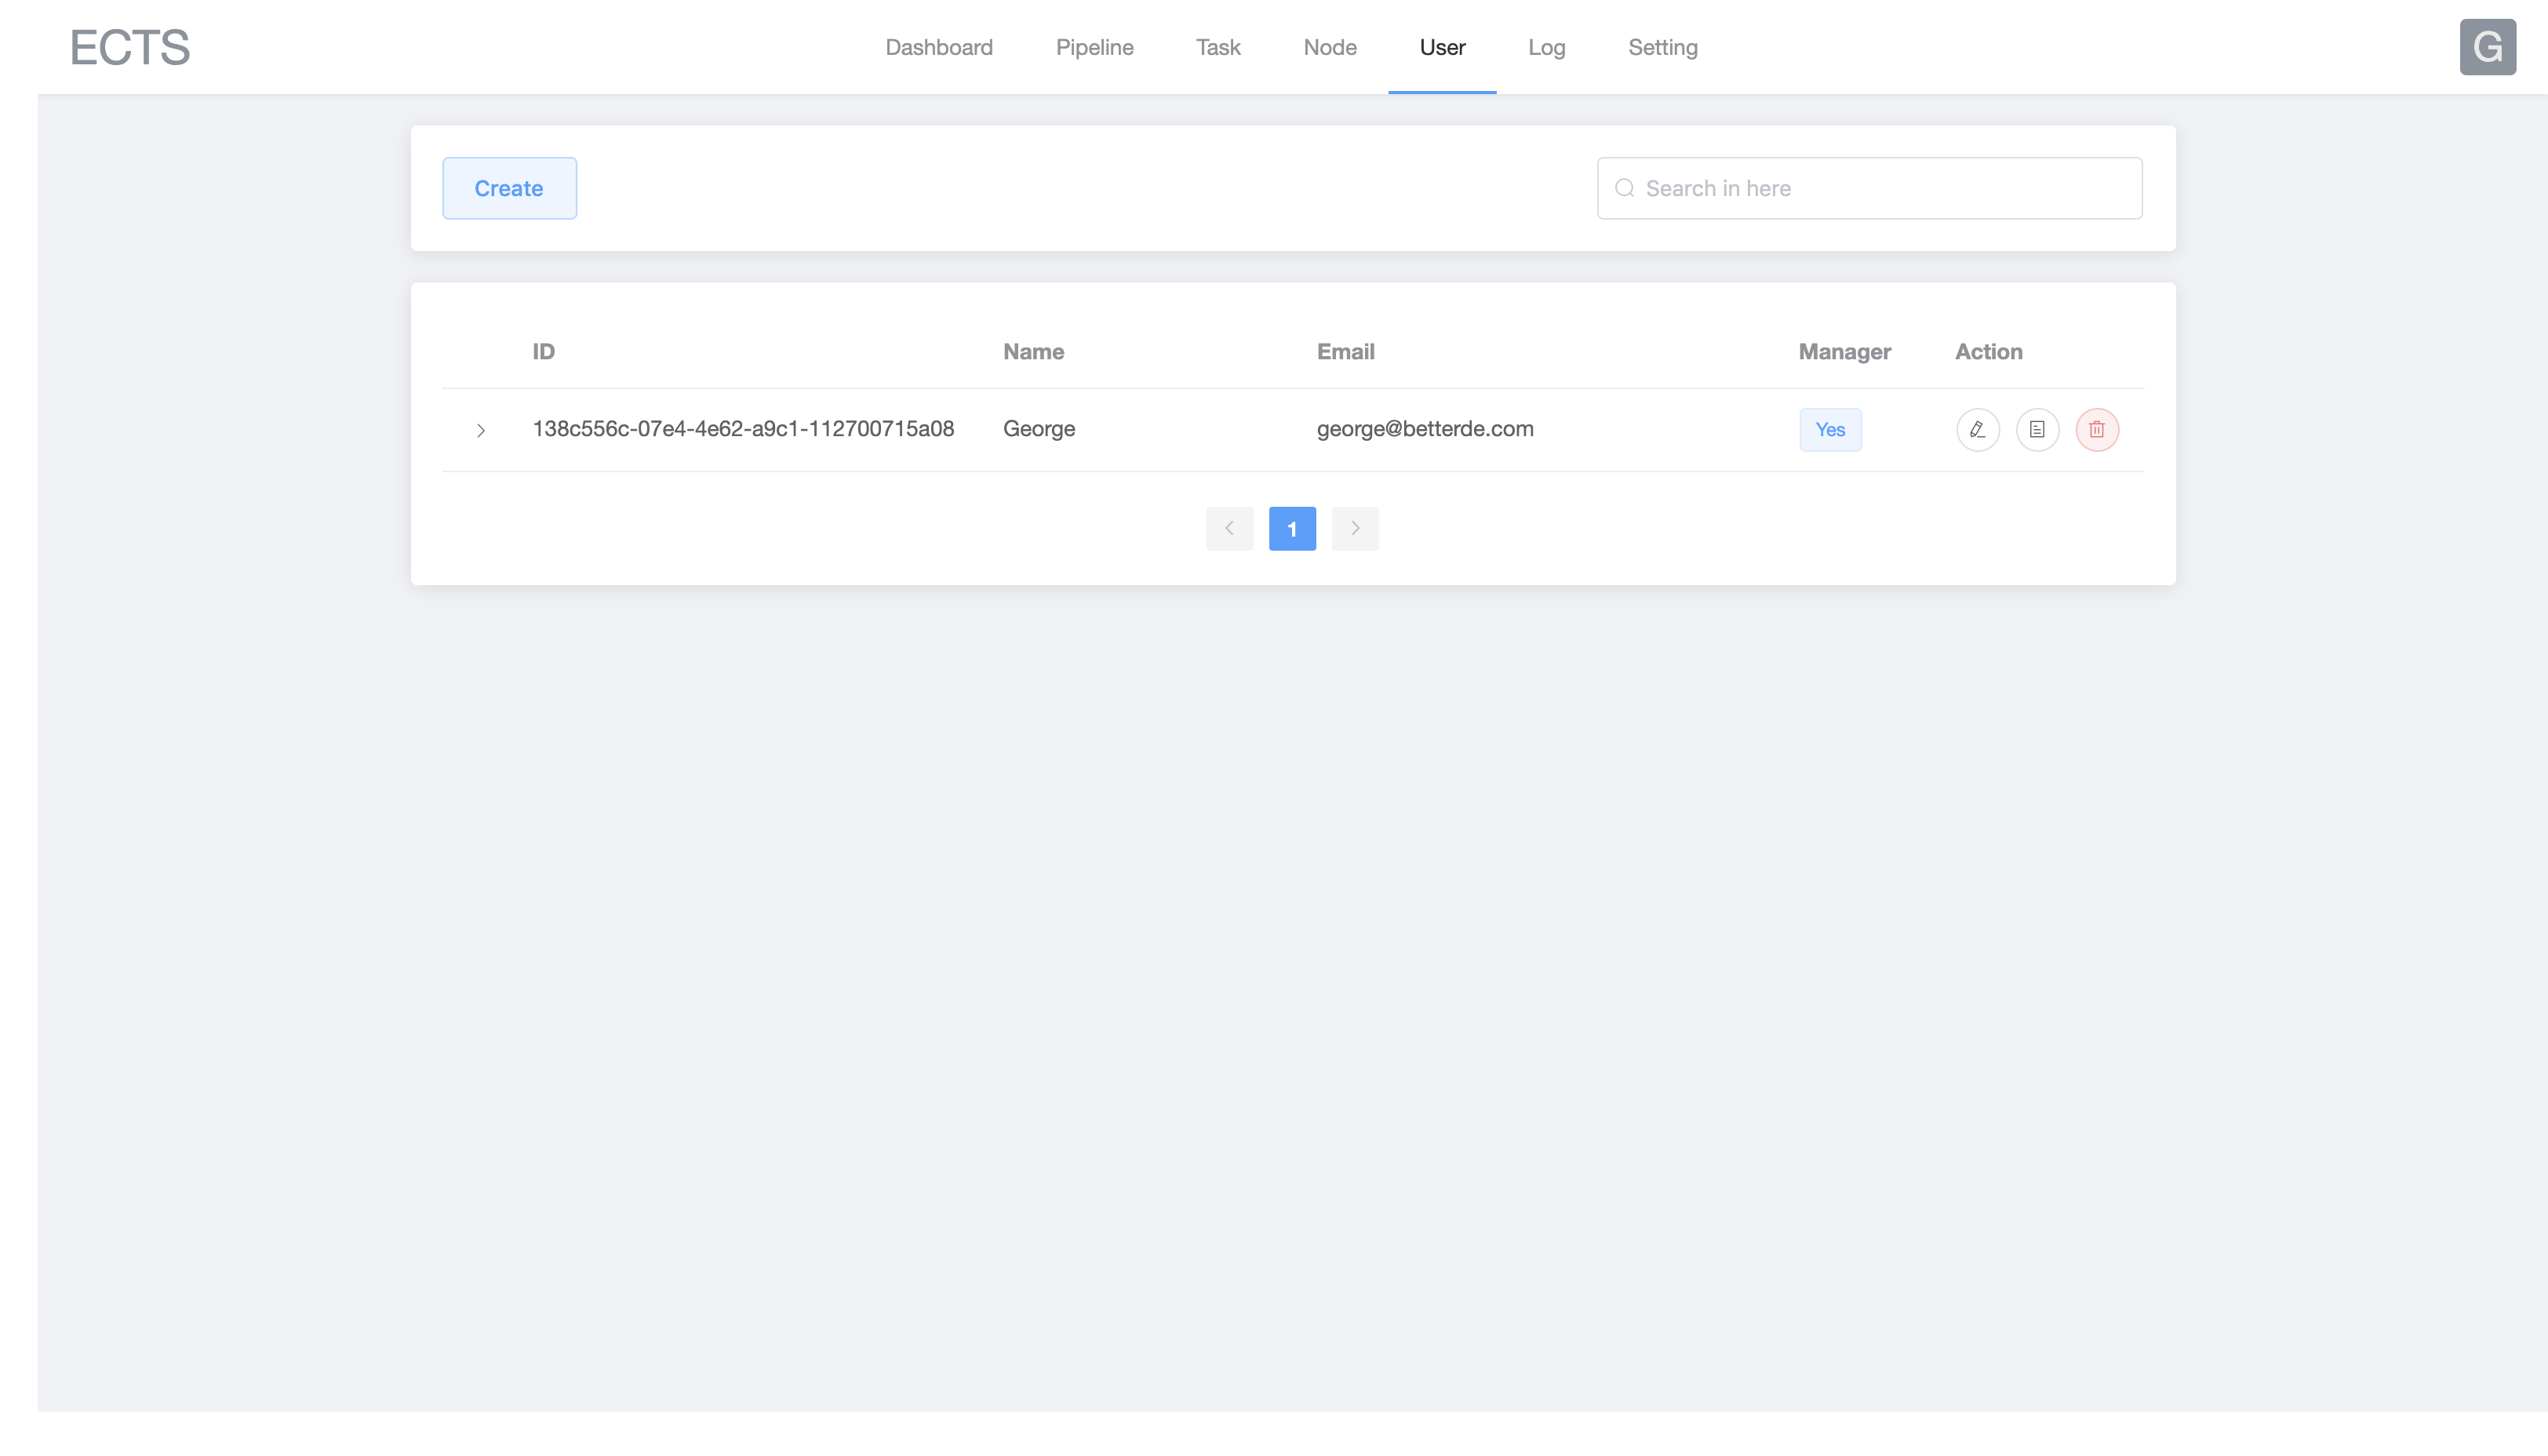 ECTS Dashboard Pipeline Task Node User Log Setting G
Create Search in here
ID Name Email Manager Action
138c556c-07e4-4e62-a9c1-112700715a08 George george@betterde.com Yes
1